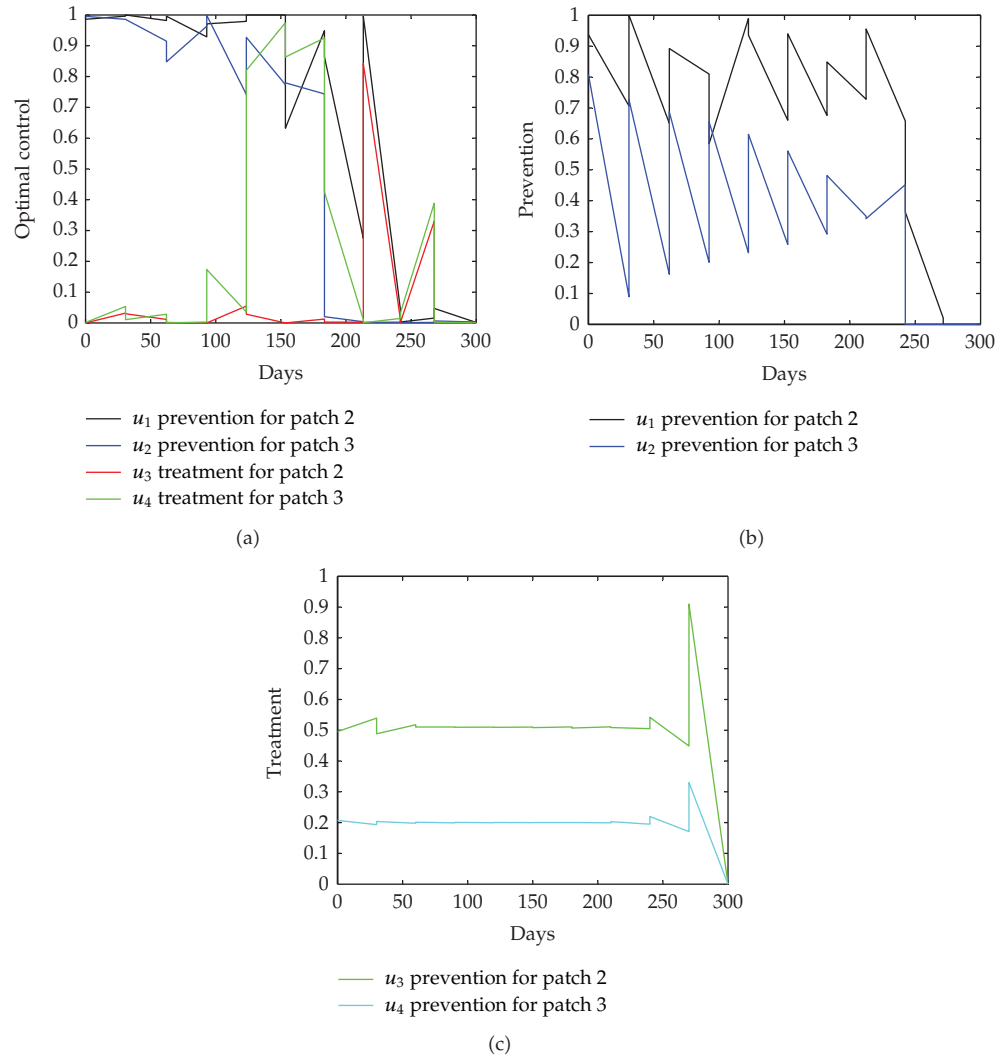 1
0.9
0.8
0.7
0.6
0.5
0.4
0.3
0.2
0.1
0
Optimal control
0 50 100 150 200 250 300
Days
u1 prevention for patch 2
u2 prevention for patch 3
u3 treatment for patch 2
u4 treatment for patch 3
(a)
1
0.9
0.8
0.7
0.6
0.5
0.4
0.3
0.2
0.1
0
Prevention
0 50 100 150 200 250 300
Days
u1 prevention for patch 2
u2 prevention for patch 3
(b)
1
0.9
0.8
0.7
0.6
0.5
0.4
0.3
0.2
0.1
0
Treatment
0 50 100 150 200 250 300
Days
u3 prevention for patch 2
u4 prevention for patch 3
(c)